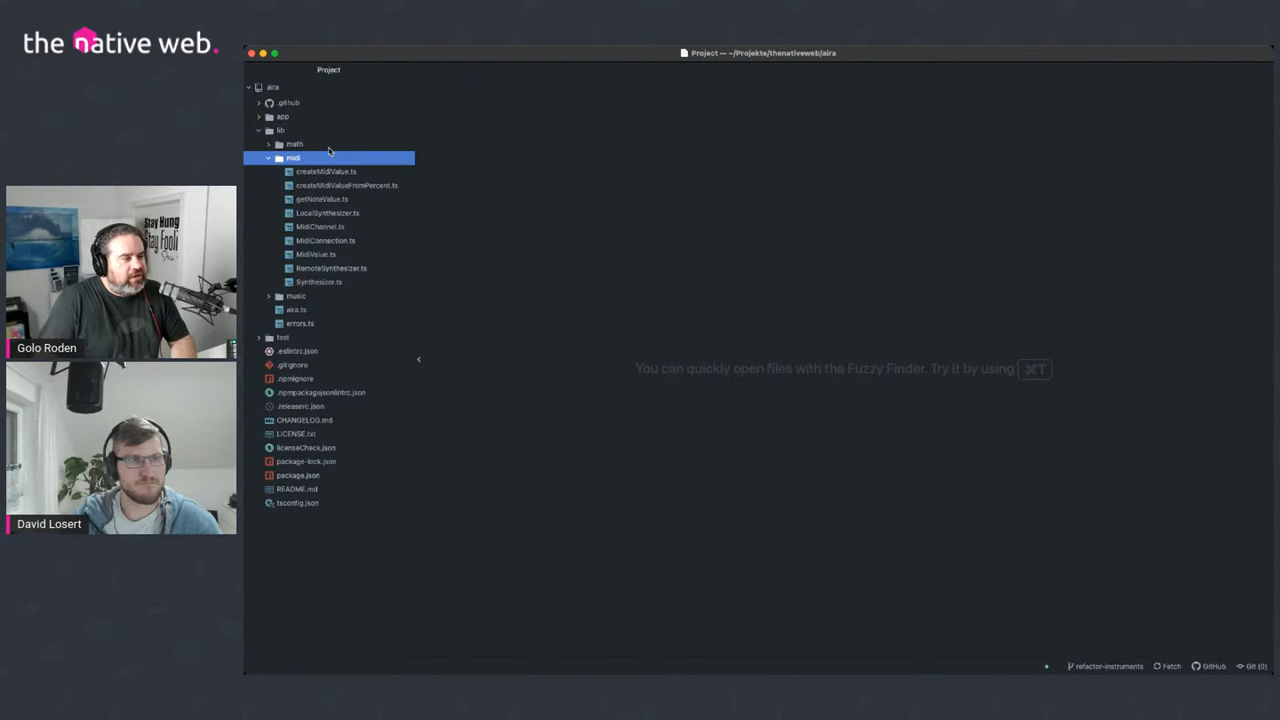 the native web.
Project — ~/Projekte/thenativeweb/aira
Project
aira
.github
app
lib
math
midi
createMidiValue.ts
createMidiValueFromPercent.ts
getNoteValue.ts
LocalSynthesizer.ts
MidiChannel.ts
MidiConnection.ts
MidiValue.ts
RemoteSynthesizer.ts
Synthesizer.ts
music
aira.ts
errors.ts
test
.eslintrc.json
.gitignore
.npmignore
.npmpackagejsonlintrc.json
.releaserc.json
CHANGELOG.md
LICENSE.txt
licenseCheck.json
package-lock.json
package.json
README.md
tsconfig.json
You can quickly open files with the Fuzzy Finder. Try it by using ⌘T
refactor-instruments
Fetch
GitHub
Git (0)
Stay Hung
Stay Fooli
Golo Roden
David Losert